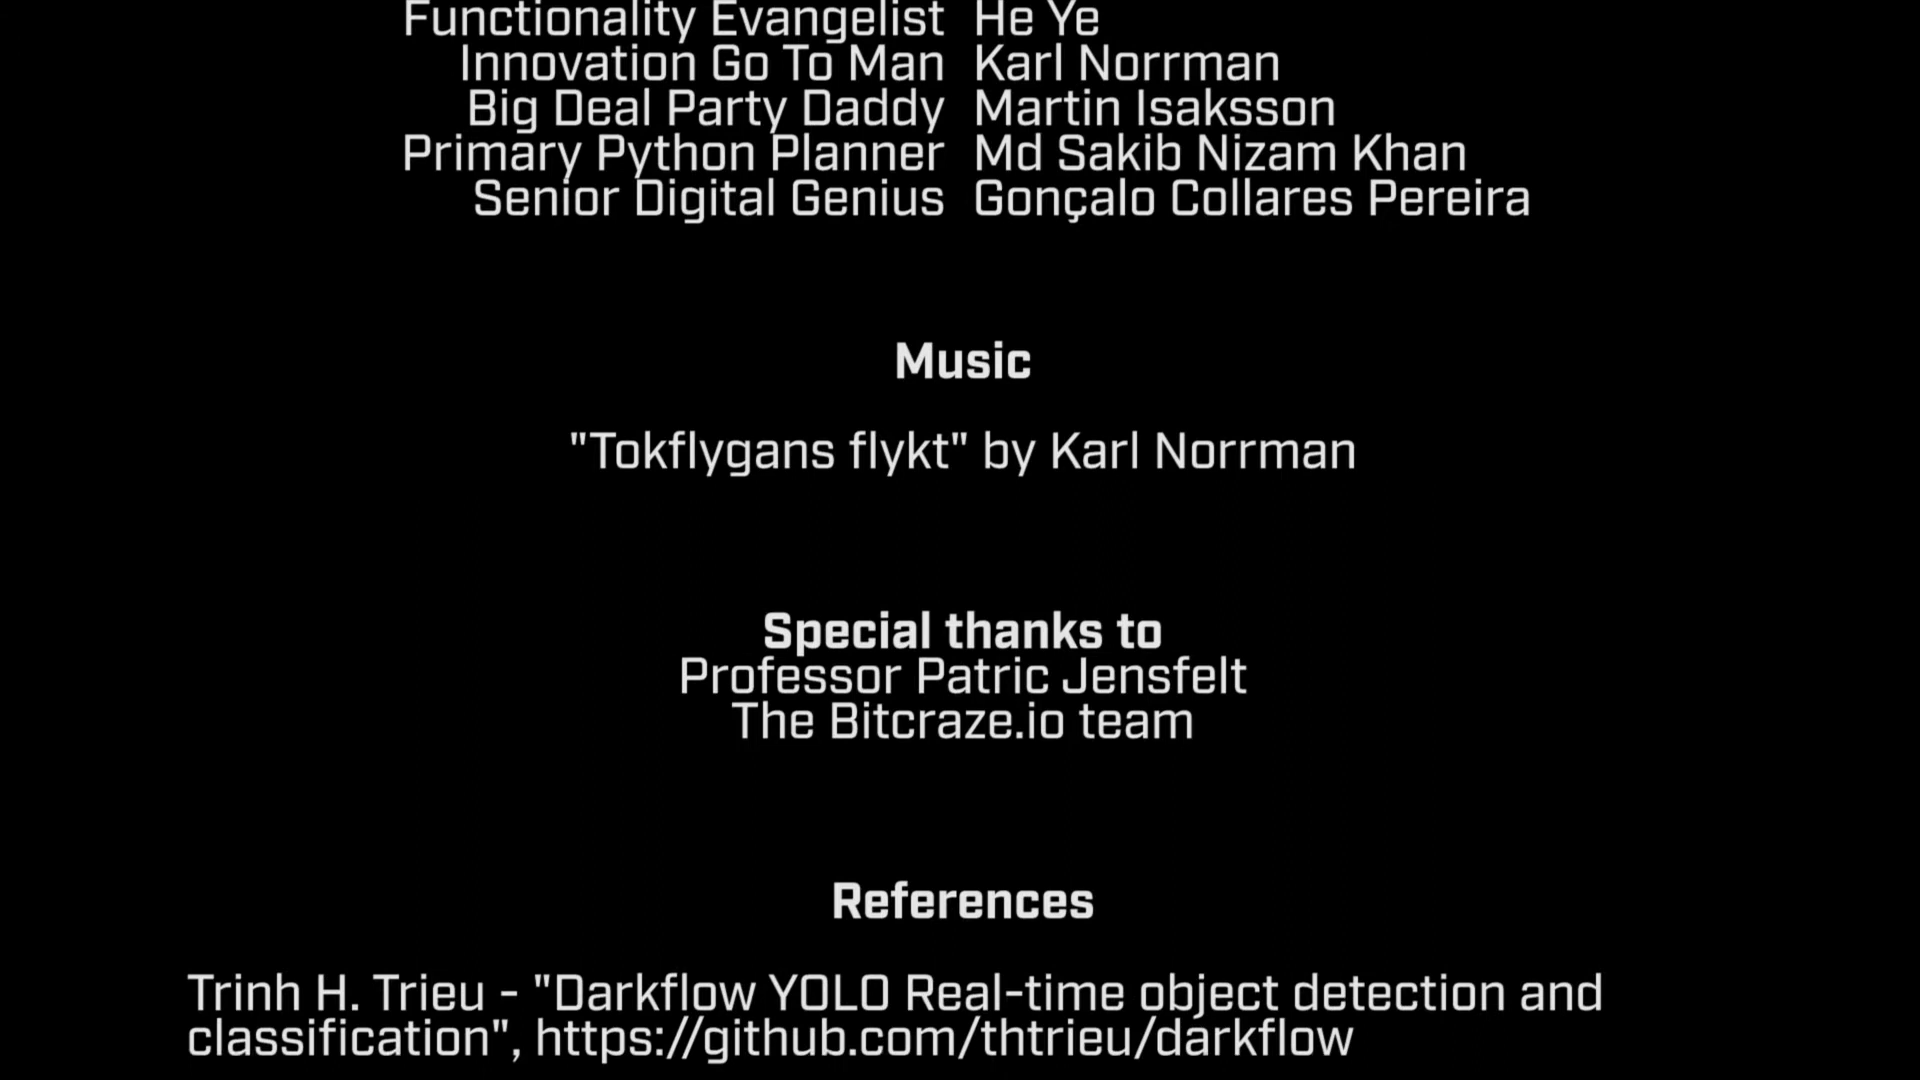 Functionality Evangelist He Ye
Innovation Go To Man Karl Norrman
Big Deal Party Daddy Martin Isaksson
Primary Python Planner Md Sakib Nizam Khan
Senior Digital Genius Gonçalo Collares Pereira
Music
"Tokflygans flykt" by Karl Norrman
Special thanks to
Professor Patric Jensfelt
The Bitcraze.io team
References
Trinh H. Trieu - "Darkflow YOLO Real-time object detection and
classification", https://github.com/thtrieu/darkflow